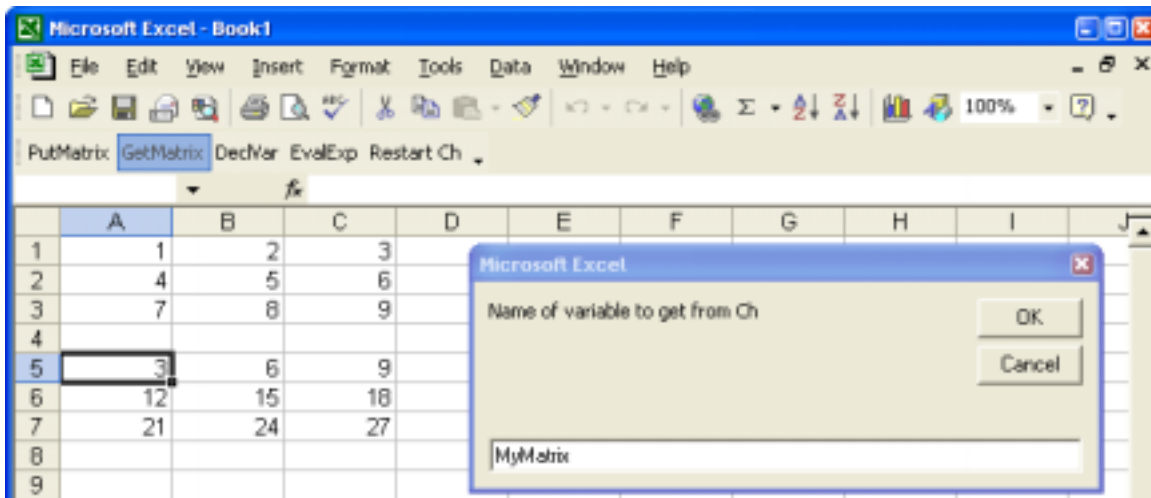 Microsoft Excel - Book1
File Edit View Insert Format Tools Data Window Help
ABC Σ A Z Z A 100% ?
PutMatrix GetMatrix DeclVar EvalExp Restart Ch
fx
A B C D E F G H I J
1 1 2 3
2 4 5 6
3 7 8 9
4
5 3 6 9
6 12 15 18
7 21 24 27
8
9
Microsoft Excel
Name of variable to get from Ch
OK
Cancel
MyMatrix